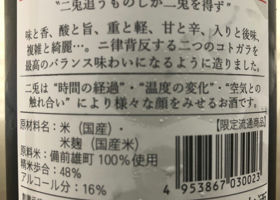 "二兎追うものしか二兎を得ず"
味と香、酸と旨、重と軽、甘と辛、入りと後味、
複雑と綺麗…。二律背反する二つのコトガラを
最高のバランス味わいになるように造りました。
二兎は"時間の経過"・"温度の変化"・"空気との
触れ合い"により様々な顔をみせるお酒です。
原材料名：米（国産）・
米麹（国産米）
原料米：備前雄町100％使用
精米歩合：48％
アルコール分：16％
【限定流通商品】
4953867030023